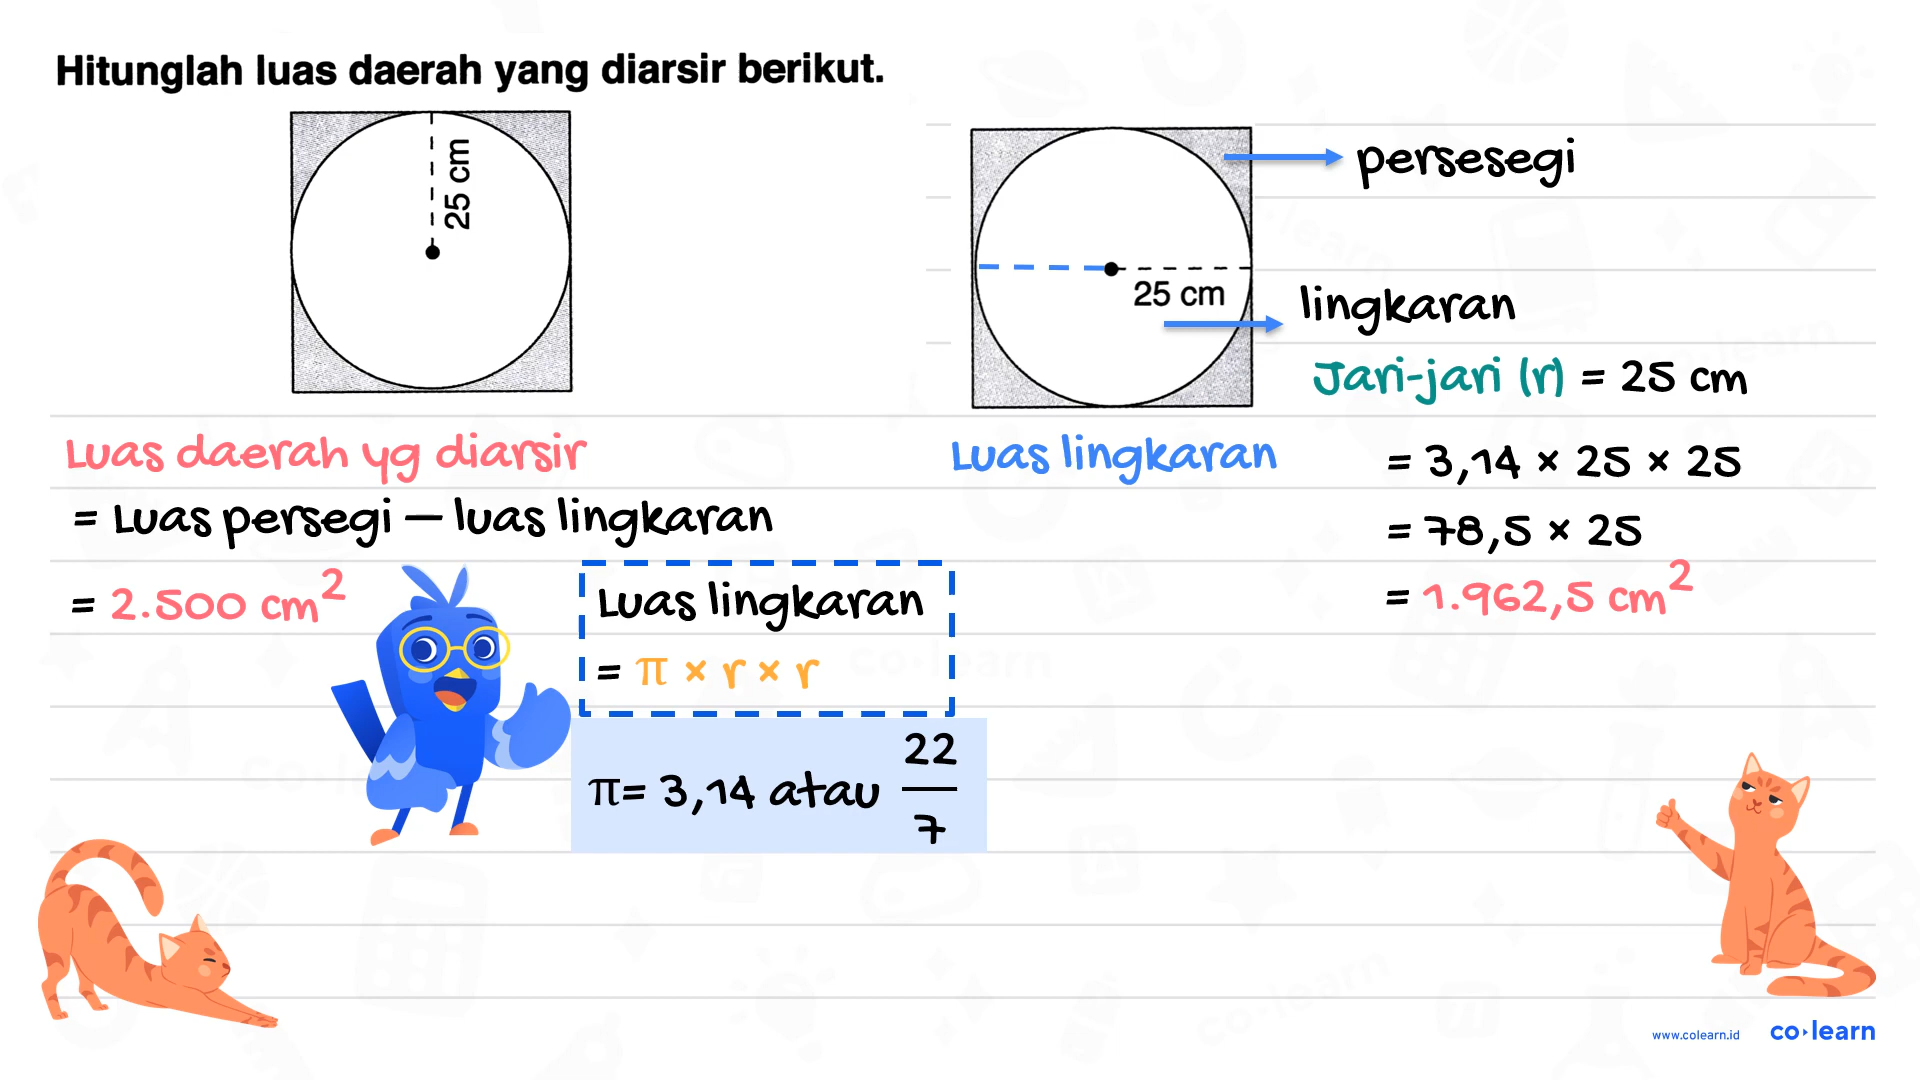 Hitunglah luas daerah yang diarsir berikut.
25 cm
persesegi
25 cm
lingkaran
Jari-jari (r) = 25 cm
Luas daerah yg diarsir
= Luas persegi — luas lingkaran
= 2.500 cm²
Luas lingkaran
= π × r × r
π= 3,14 atau 22/7
Luas lingkaran = 3,14 × 25 × 25
= 78,5 × 25
= 1.962,5 cm²
www.colearn.id co·learn